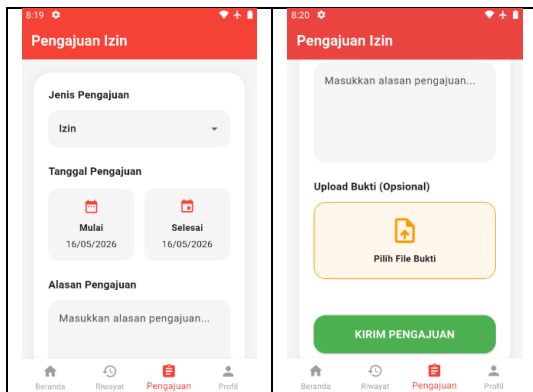 8:19
Pengajuan Izin
Jenis Pengajuan
Izin
Tanggal Pengajuan
Mulai
16/05/2026
Selesai
16/05/2026
Alasan Pengajuan
Masukkan alasan pengajuan...
Beranda
Riwayat
Pengajuan
Profil
8:20
Pengajuan Izin
Masukkan alasan pengajuan...
Upload Bukti (Opsional)
Pilih File Bukti
KIRIM PENGAJUAN
Beranda
Riwayat
Pengajuan
Profil